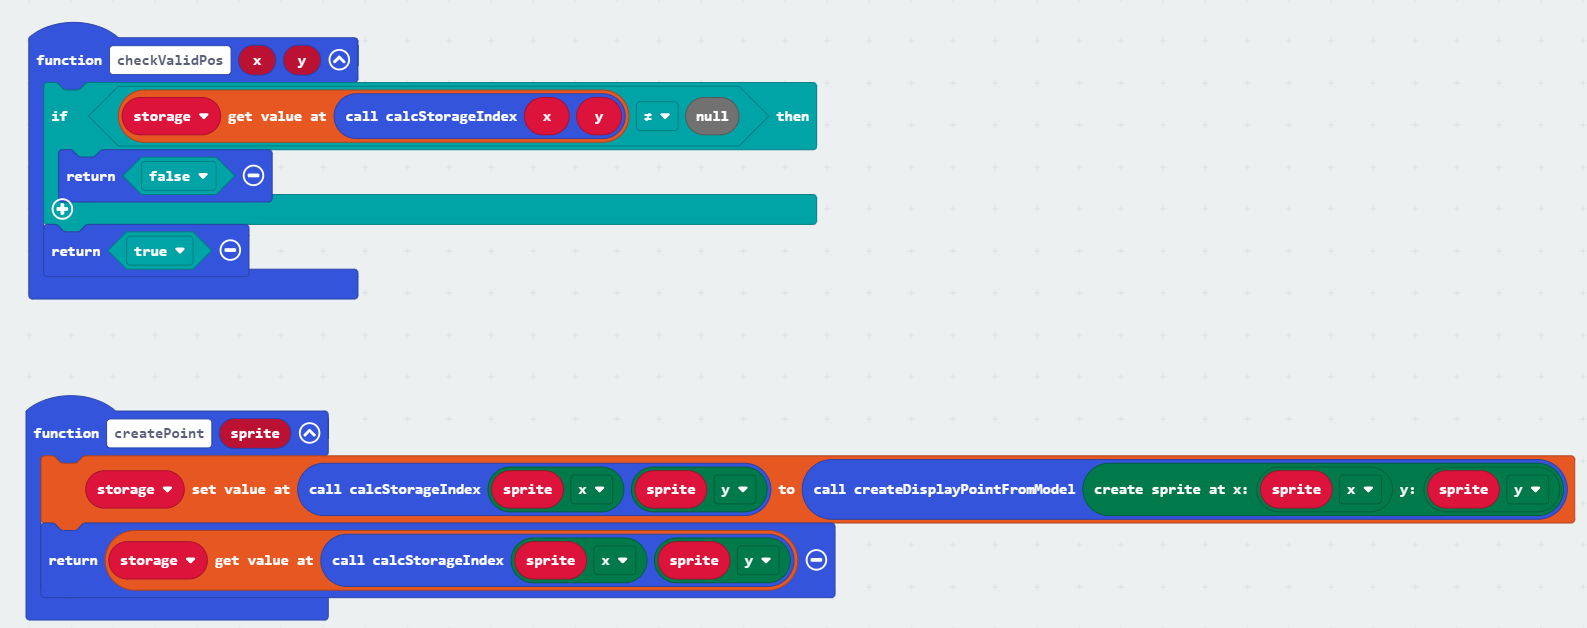 function checkValidPos x y
if storage get value at call calcStorageIndex x y ≠ null then
return false
return true
function createPoint sprite
storage set value at call calcStorageIndex sprite x sprite y to call createDisplayPointFromModel create sprite at x: sprite x y: sprite y
return storage get value at call calcStorageIndex sprite x sprite y